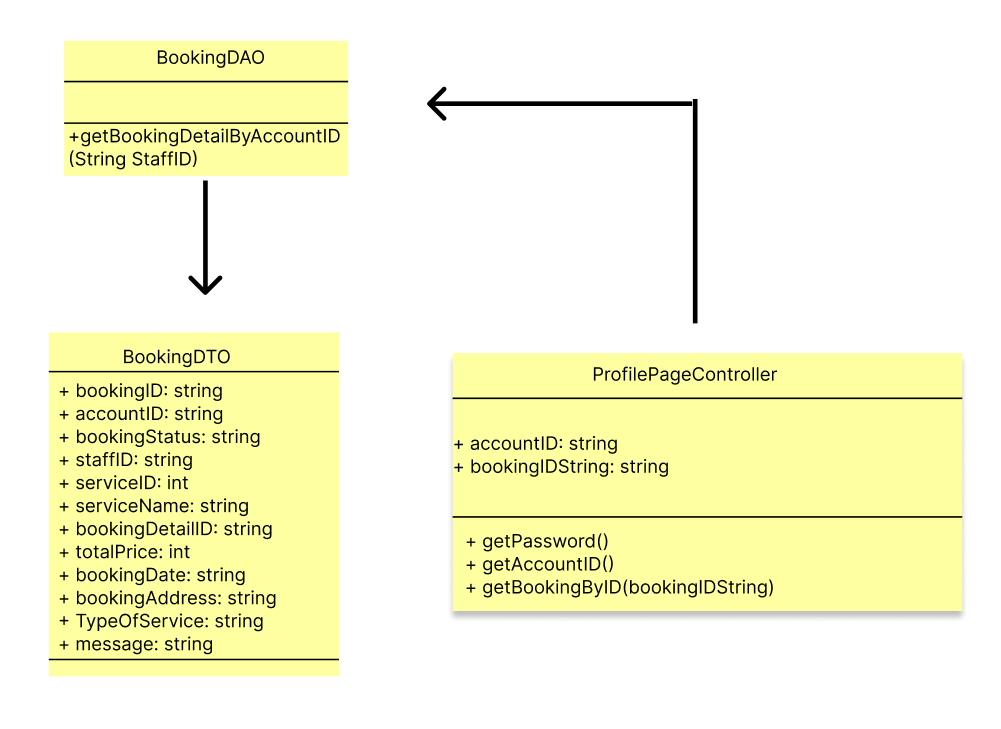 BookingDAO
+getBookingDetailByAccountID
(String StaffID)
BookingDTO
+ bookingID: string
+ accountID: string
+ bookingStatus: string
+ staffID: string
+ serviceID: int
+ serviceName: string
+ bookingDetailID: string
+ totalPrice: int
+ bookingDate: string
+ bookingAddress: string
+ TypeOfService: string
+ message: string
ProfilePageController
+ accountID: string
+ bookingIDString: string
+ getPassword()
+ getAccountID()
+ getBookingByID(bookingIDString)